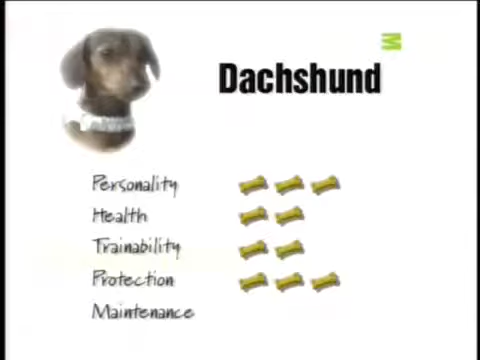 Dachshund
Personality
Health
Trainability
Protection
Maintenance